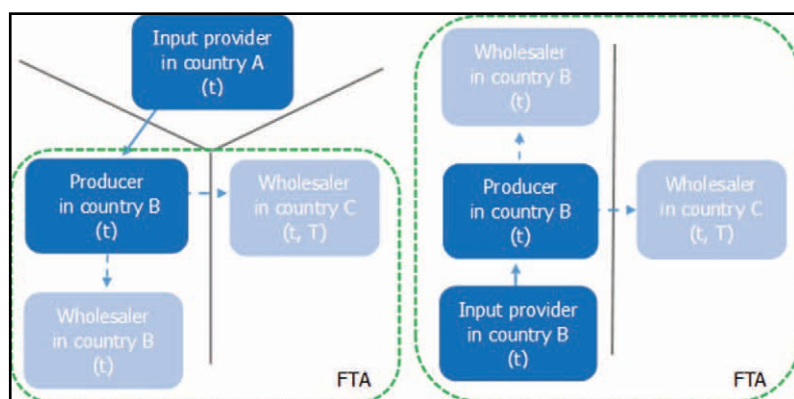 Input provider
in country A
(t)
Producer
in country B
(t)
Wholesaler
in country C
(t, T)
Wholesaler
in country B
(t)
FTA
Wholesaler
in country B
(t)
Producer
in country B
(t)
Wholesaler
in country C
(t, T)
Input provider
in country B
(t)
FTA